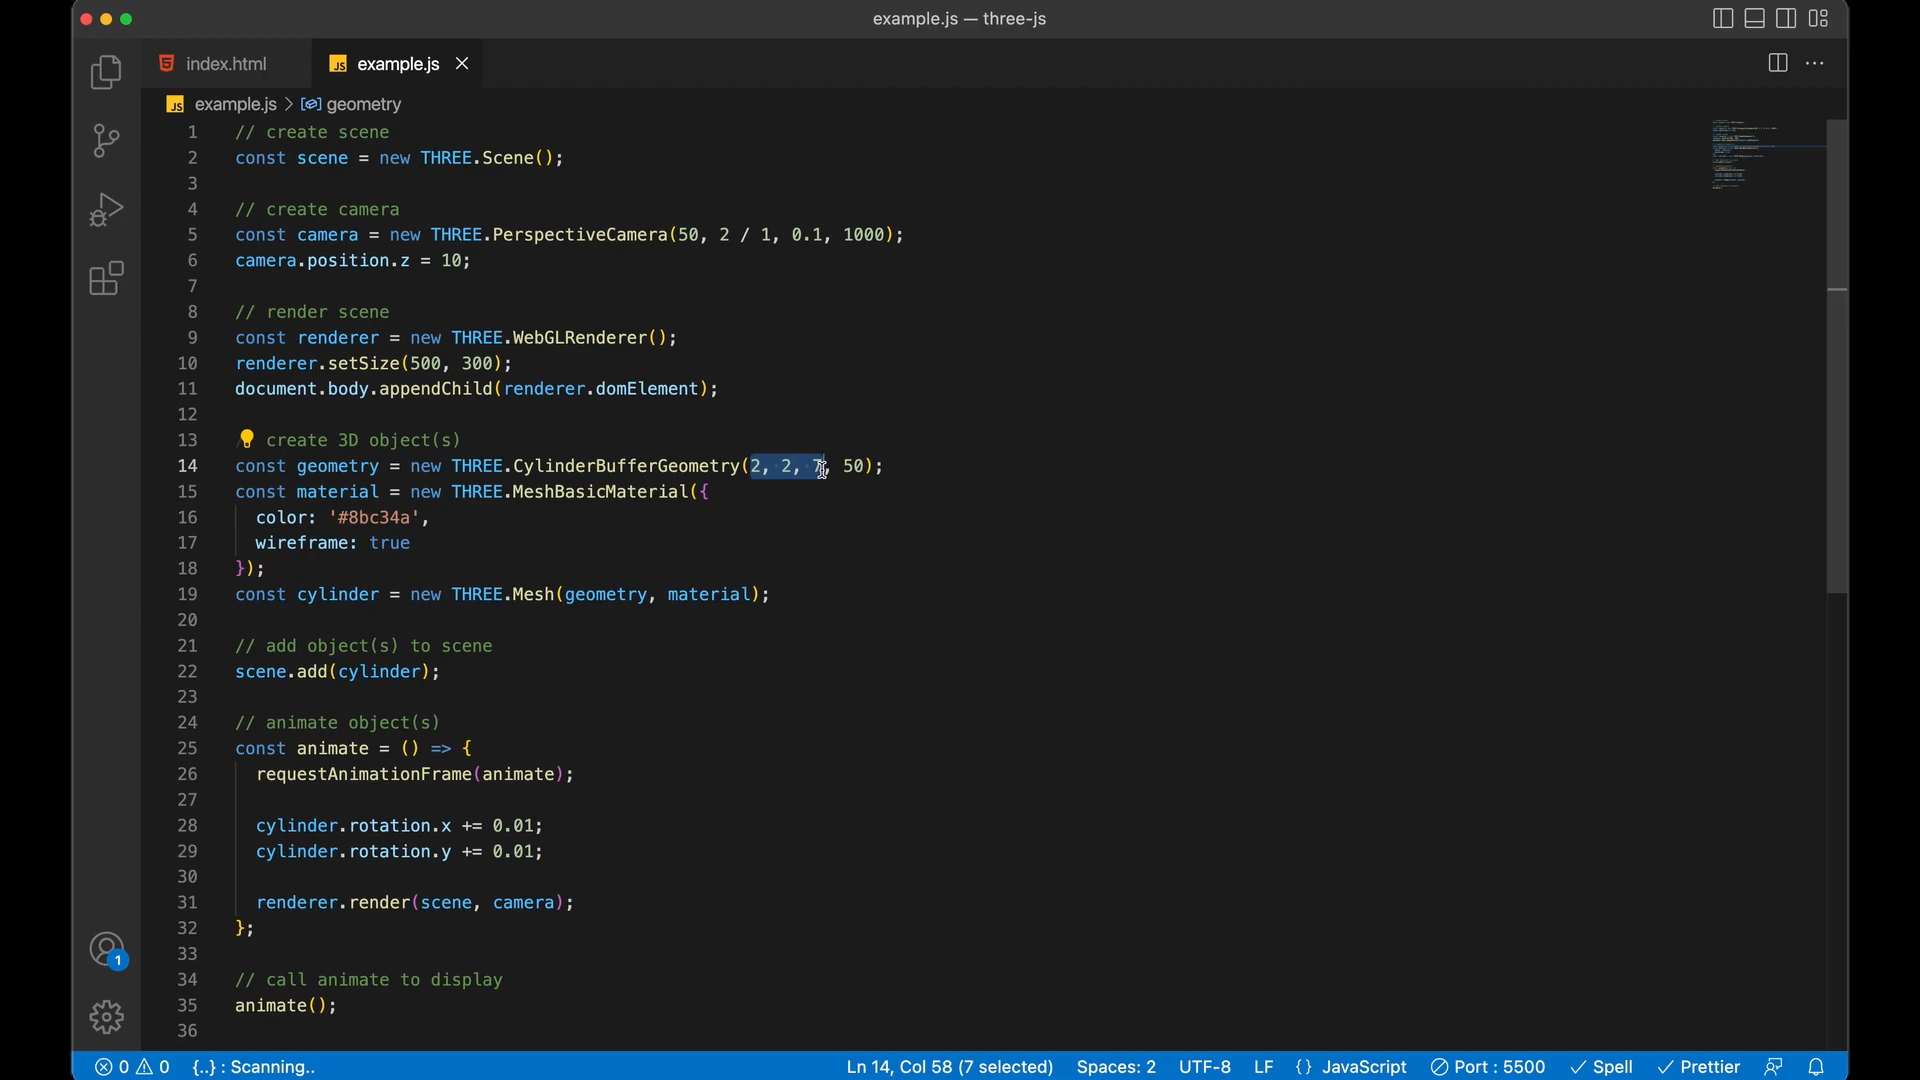 example.js — three-js
index.html
JS example.js
JS example.js > geometry
1 // create scene
2 const scene = new THREE.Scene();
3
4 // create camera
5 const camera = new THREE.PerspectiveCamera(50, 2 / 1, 0.1, 1000);
6 camera.position.z = 10;
7
8 // render scene
9 const renderer = new THREE.WebGLRenderer();
10 renderer.setSize(500, 300);
11 document.body.appendChild(renderer.domElement);
12
13 / create 3D object(s)
14 const geometry = new THREE.CylinderBufferGeometry(2, 2, 7, 50);
15 const material = new THREE.MeshBasicMaterial({
16 color: '#8bc34a',
17 wireframe: true
18 });
19 const cylinder = new THREE.Mesh(geometry, material);
20
21 // add object(s) to scene
22 scene.add(cylinder);
23
24 // animate object(s)
25 const animate = () => {
26 requestAnimationFrame(animate);
27
28 cylinder.rotation.x += 0.01;
29 cylinder.rotation.y += 0.01;
30
31 renderer.render(scene, camera);
32 };
33
34 // call animate to display
35 animate();
36
1
0 0 {..} : Scanning.. Ln 14, Col 58 (7 selected) Spaces: 2 UTF-8 LF {} JavaScript Port : 5500 Spell Prettier